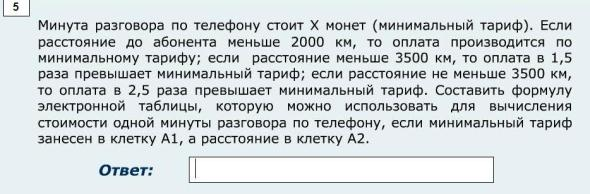 5
Минута разговора по телефону стоит X монет (минимальный тариф). Если
расстояние до абонента меньше 2000 км, то оплата производится по
минимальному тарифу; если расстояние меньше 3500 км, то оплата в 1,5
раза превышает минимальный тариф; если расстояние не меньше 3500 км,
то оплата в 2,5 раза превышает минимальный тариф. Составить формулу
электронной таблицы, которую можно использовать для вычисления
стоимости одной минуты разговора по телефону, если минимальный тариф
занесен в клетку A1, а расстояние в клетку A2.
Ответ: